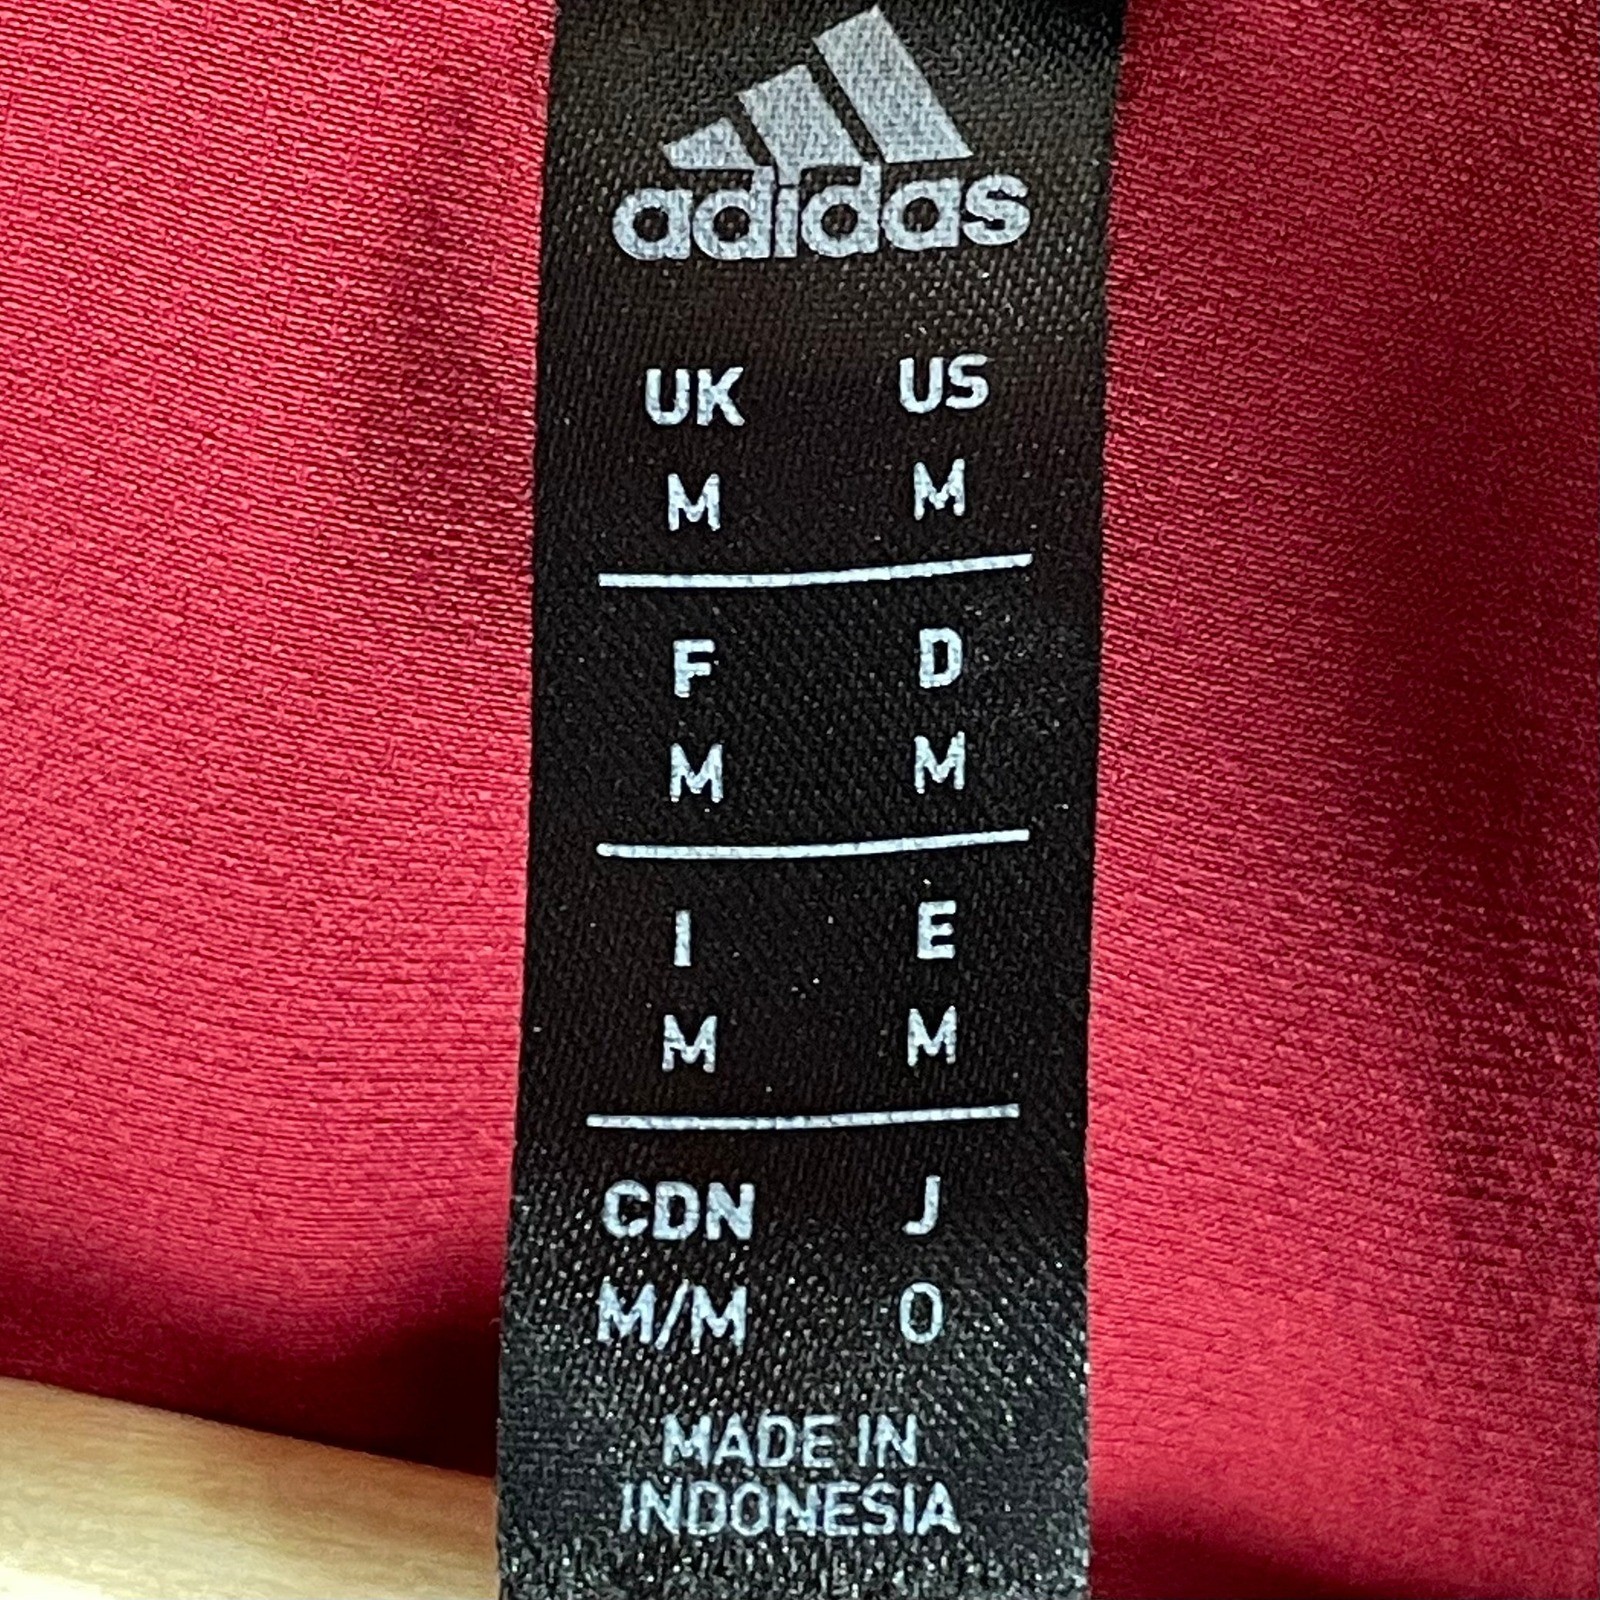 adidas
UK US
M M
F D
M M
I E
M M
CDN J
M/M O
MADE IN
INDONESIA